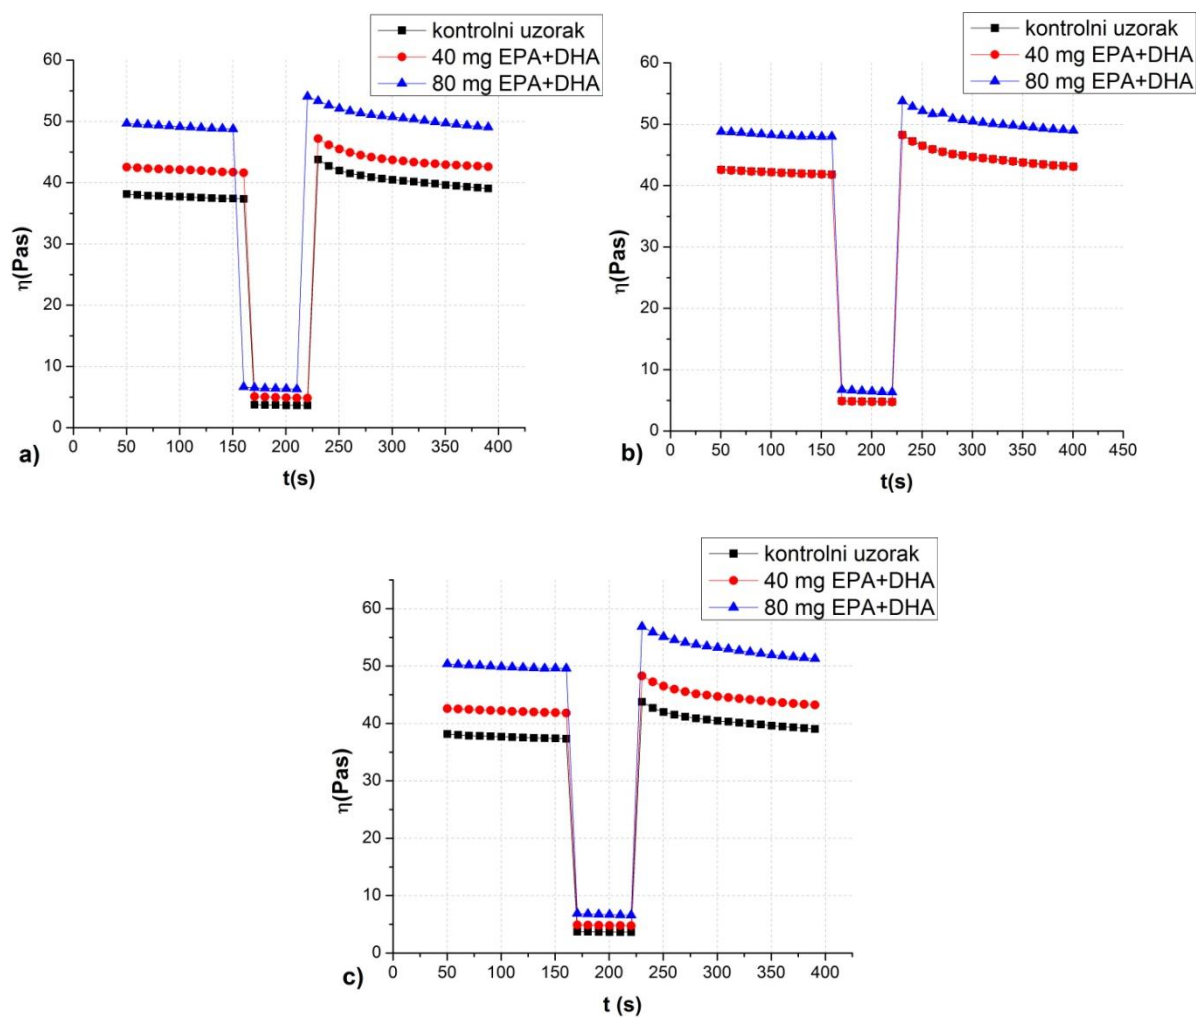 kontrolni uzorak
40 mg EPA+DHA
80 mg EPA+DHA
60
50
40
30
20
10
0
η(Pas)
0 50 100 150 200 250 300 350 400
a)
t(s)
kontrolni uzorak
40 mg EPA+DHA
80 mg EPA+DHA
60
50
40
30
20
10
0
η(Pas)
0 50 100 150 200 250 300 350 400 450
b)
t(s)
kontrolni uzorak
40 mg EPA+DHA
80 mg EPA+DHA
60
50
40
30
20
10
0
η(Pas)
0 50 100 150 200 250 300 350 400
c)
t (s)